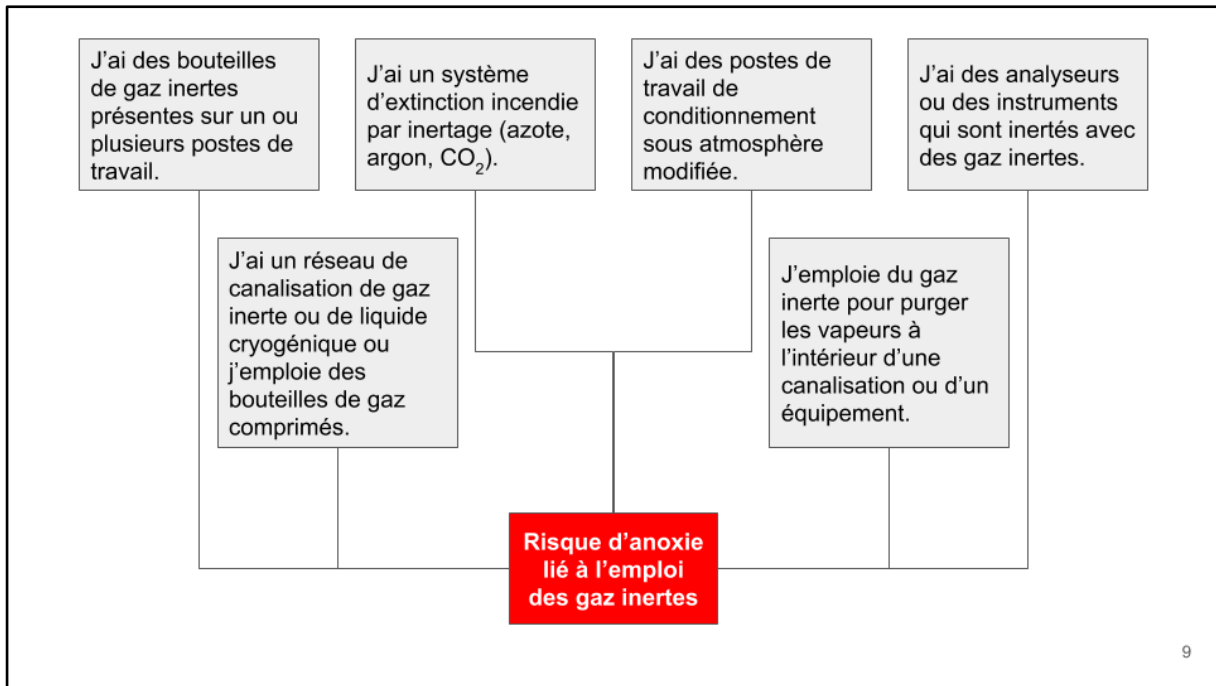 J’ai des bouteilles
de gaz inertes
présentes sur un ou
plusieurs postes de
travail.
J’ai un système
d’extinction incendie
par inertage (azote,
argon, CO₂).
J’ai des postes de
travail de
conditionnement
sous atmosphère
modifiée.
J’ai des analyseurs
ou des instruments
qui sont inertés avec
des gaz inertes.
J’ai un réseau de
canalisation de gaz
inerte ou de liquide
cryogénique ou
j’emploie des
bouteilles de gaz
comprimés.
J’emploie du gaz
inerte pour purger
les vapeurs à
l’intérieur d’une
canalisation ou d’un
équipement.
Risque d’anoxie
lié à l’emploi
des gaz inertes
9